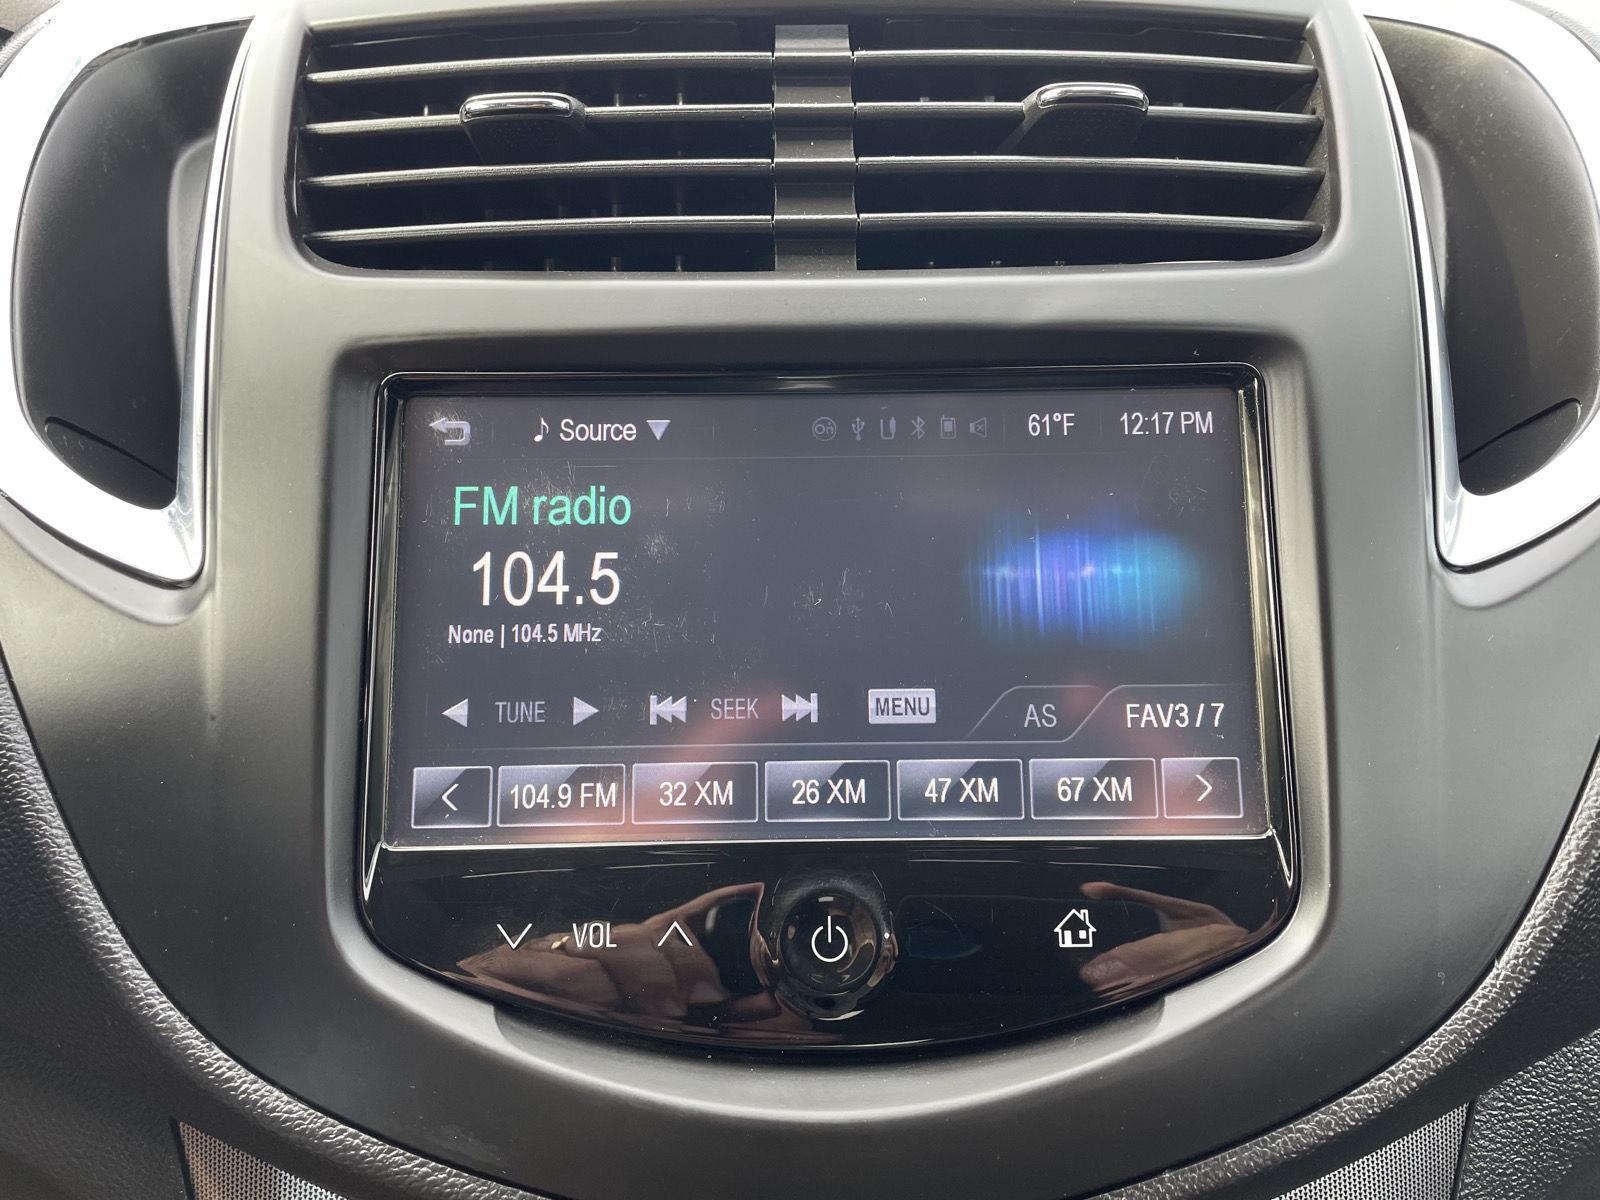 Source 61°F 12:17 PM
FM radio
104.5
None | 104.5 MHz
TUNE SEEK MENU AS FAV3 / 7
< 104.9 FM 32 XM 26 XM 47 XM 67 XM >
VOL